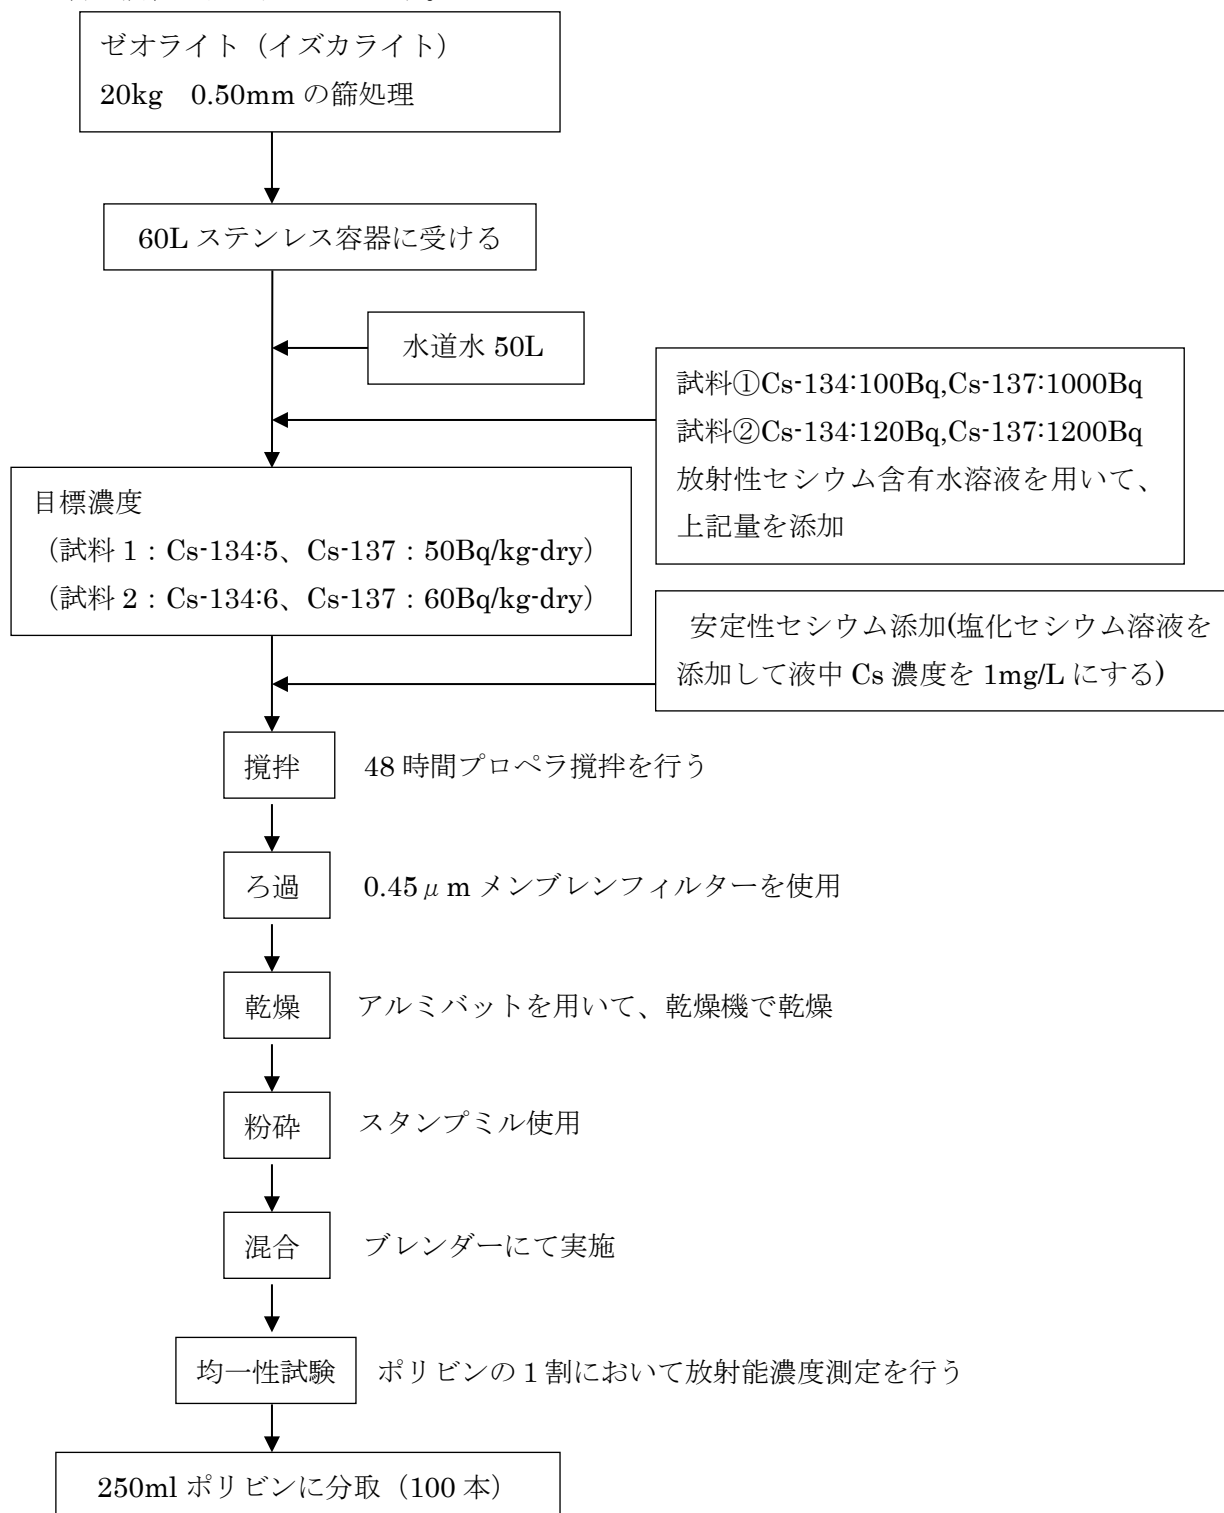 ゼオライト（イズカライト）
20kg　0.50mm の篩処理
60L ステンレス容器に受ける
水道水 50L
試料①Cs-134:100Bq,Cs-137:1000Bq
試料②Cs-134:120Bq,Cs-137:1200Bq
放射性セシウム含有水溶液を用いて、
上記量を添加
目標濃度
（試料 1：Cs-134:5、Cs-137：50Bq/kg-dry）
（試料 2：Cs-134:6、Cs-137：60Bq/kg-dry）
安定性セシウム添加(塩化セシウム溶液を
添加して液中 Cs 濃度を 1mg/L にする)
撹拌
48 時間プロペラ撹拌を行う
ろ過
0.45μm メンブレンフィルターを使用
乾燥
アルミバットを用いて、乾燥機で乾燥
粉砕
スタンプミル使用
混合
ブレンダーにて実施
均一性試験
ポリビンの 1 割において放射能濃度測定を行う
250ml ポリビンに分取（100 本）